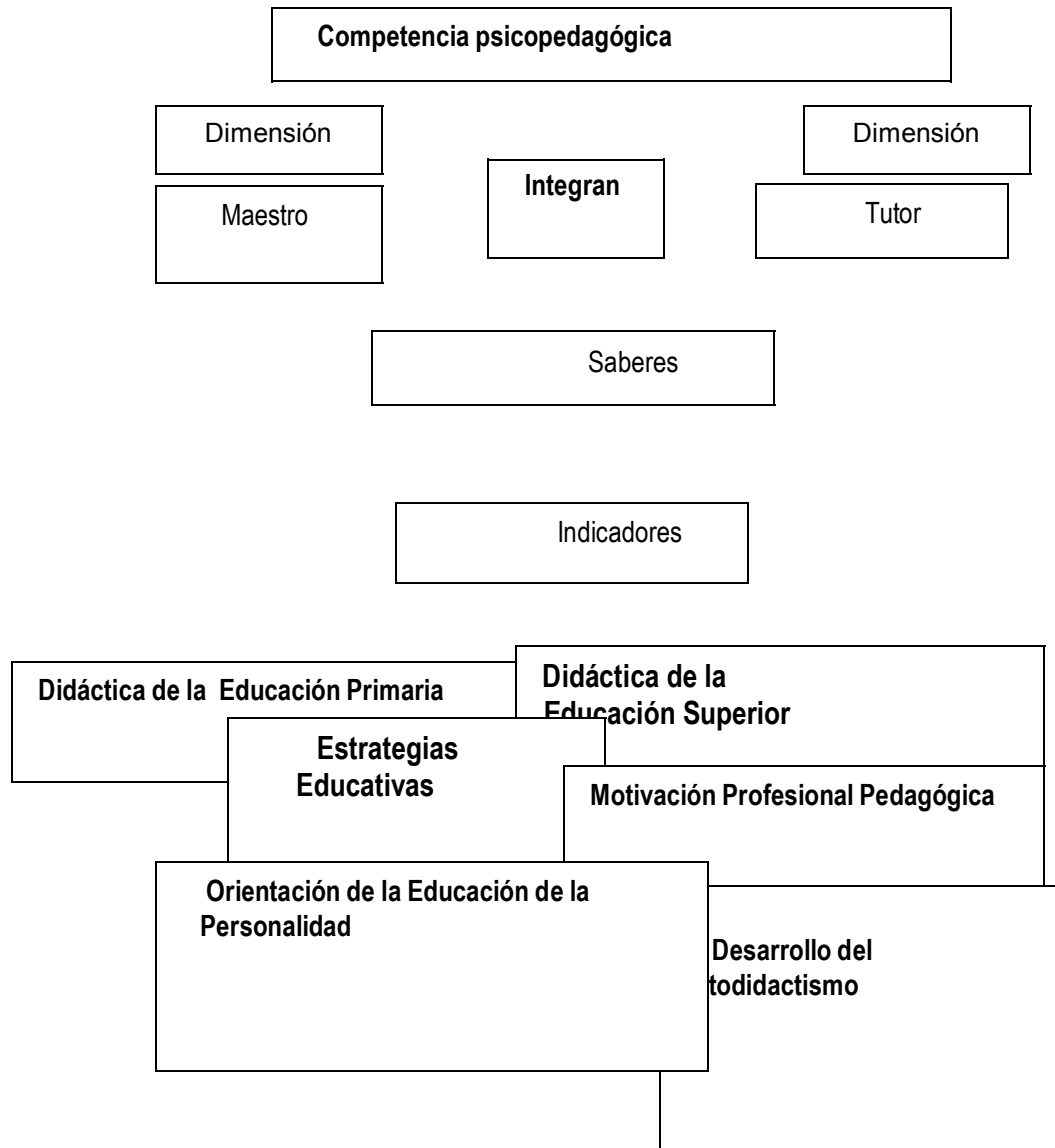 Competencia psicopedagógica
Dimensión
Dimensión
Integran
Maestro
Tutor
Saberes
Indicadores
Didáctica de la Educación Primaria
Didáctica de la
Educación Superior
Estrategias
Educativas
Motivación Profesional Pedagógica
Orientación de la Educación de la
Personalidad
Desarrollo del
todidactismo